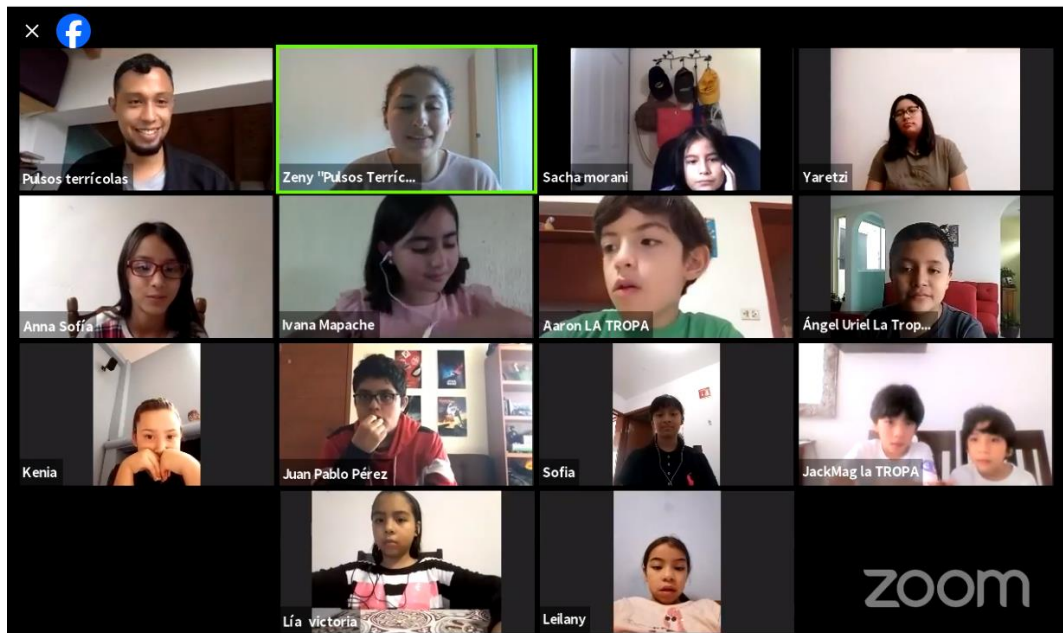 Pulsos terrícolas
Zeny "Pulsos Terríc...
Sacha morani
Yaretzi
Anna Sofía
Ivana Mapache
Aaron LA TROPA
Ángel Uriel La Trop...
Kenia
Juan Pablo Pérez
Sofia
JackMag la TROPA
Lía victoria
Leilany
zoom